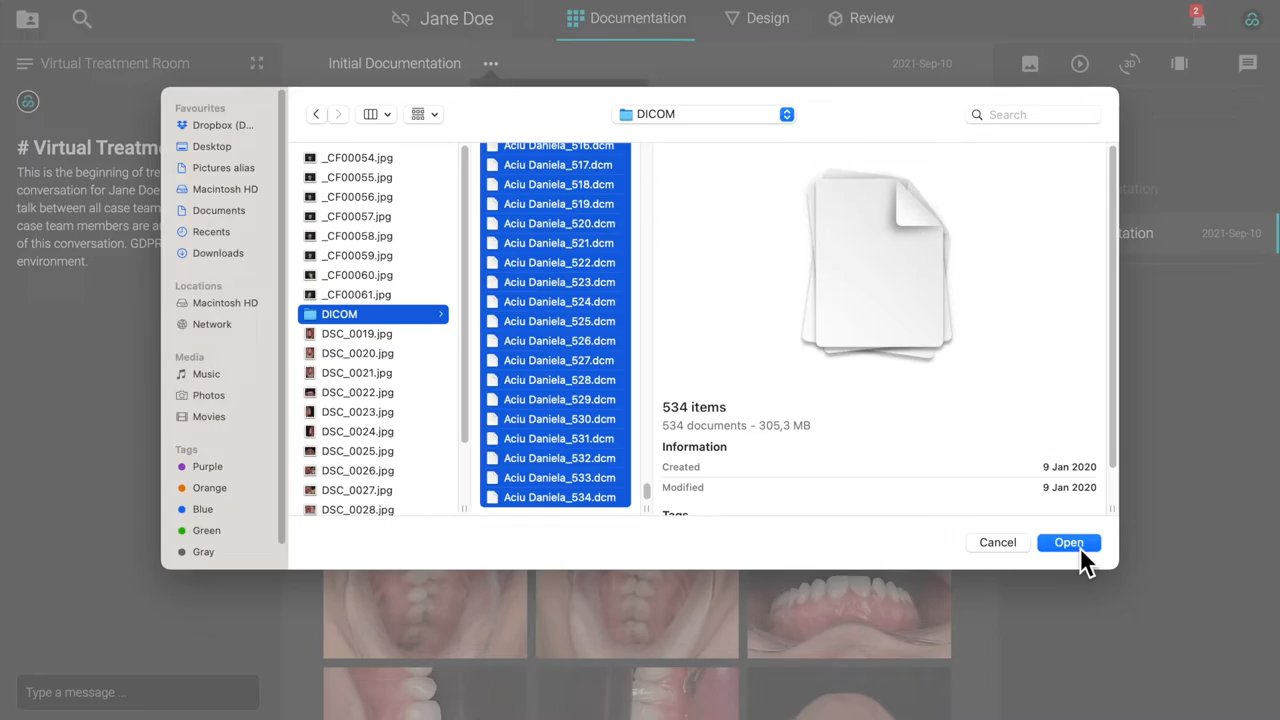 Jane Doe
Documentation
Design
Review
2
Virtual Treatment Room
Initial Documentation
2021-Sep-10
3D
# Virtual Treatm
This is the beginning of tre
conversation for Jane Doe
talk between all case team
case team members are a
of this conversation. GDPR
environment.
Type a message ...
Favourites
Dropbox (D...
Desktop
Pictures alias
Macintosh HD
Documents
Recents
Downloads
Locations
Macintosh HD
Network
Media
Music
Photos
Movies
Tags
Purple
Orange
Blue
Green
Gray
DICOM
Search
_CF00054.jpg
_CF00055.jpg
_CF00056.jpg
_CF00057.jpg
_CF00058.jpg
_CF00059.jpg
_CF00060.jpg
_CF00061.jpg
DICOM
DSC_0019.jpg
DSC_0020.jpg
DSC_0021.jpg
DSC_0022.jpg
DSC_0023.jpg
DSC_0024.jpg
DSC_0025.jpg
DSC_0026.jpg
DSC_0027.jpg
DSC_0028.jpg
Aciu Daniela_516.dcm
Aciu Daniela_517.dcm
Aciu Daniela_518.dcm
Aciu Daniela_519.dcm
Aciu Daniela_520.dcm
Aciu Daniela_521.dcm
Aciu Daniela_522.dcm
Aciu Daniela_523.dcm
Aciu Daniela_524.dcm
Aciu Daniela_525.dcm
Aciu Daniela_526.dcm
Aciu Daniela_527.dcm
Aciu Daniela_528.dcm
Aciu Daniela_529.dcm
Aciu Daniela_530.dcm
Aciu Daniela_531.dcm
Aciu Daniela_532.dcm
Aciu Daniela_533.dcm
Aciu Daniela_534.dcm
534 items
534 documents - 305,3 MB
Information
Created 9 Jan 2020
Modified 9 Jan 2020
Tags
Cancel
Open
ntation
tation 2021-Sep-10